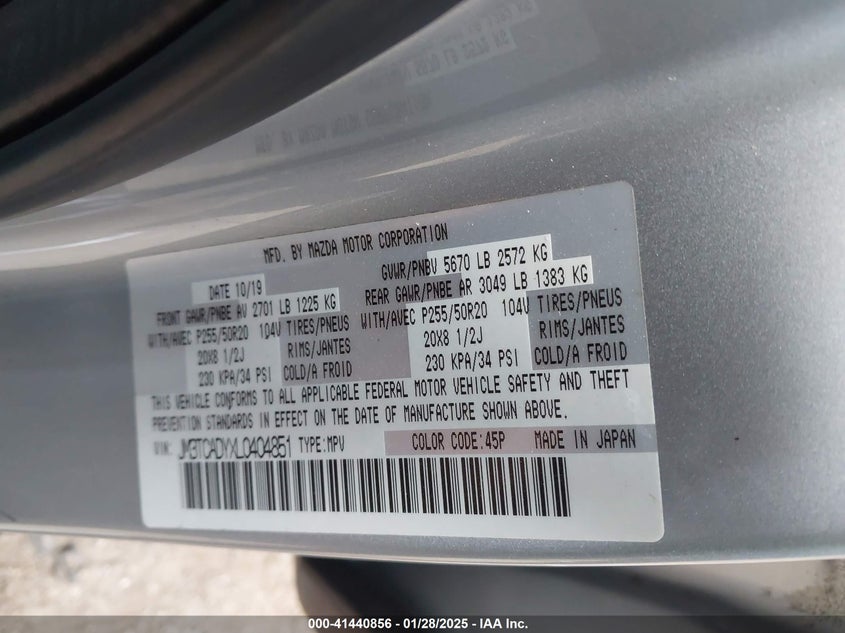 MFD. BY MAZDA MOTOR CORPORATION
DATE 10/19
GVWR/PNBV 5670 LB 2572 KG
FRONT GAWR/PNBE AV 2701 LB 1225 KG
REAR GAWR/PNBE AR 3049 LB 1383 KG
WITH/AVEC P255/50R20 104V TIRES/PNEUS
WITH/AVEC P255/50R20 104V TIRES/PNEUS
20X8 1/2J RIMS/JANTES
20X8 1/2J RIMS/JANTES
230 KPA/34 PSI COLD/A FROID
230 KPA/34 PSI COLD/A FROID
THIS VEHICLE CONFORMS TO ALL APPLICABLE FEDERAL MOTOR VEHICLE SAFETY AND THEFT
PREVENTION STANDARDS IN EFFECT ON THE DATE OF MANUFACTURE SHOWN ABOVE.
VIN: JM3TCADYXL0404851 TYPE:MPV COLOR CODE:45P MADE IN JAPAN
000-41440856 • 01/28/2025 • IAA Inc.